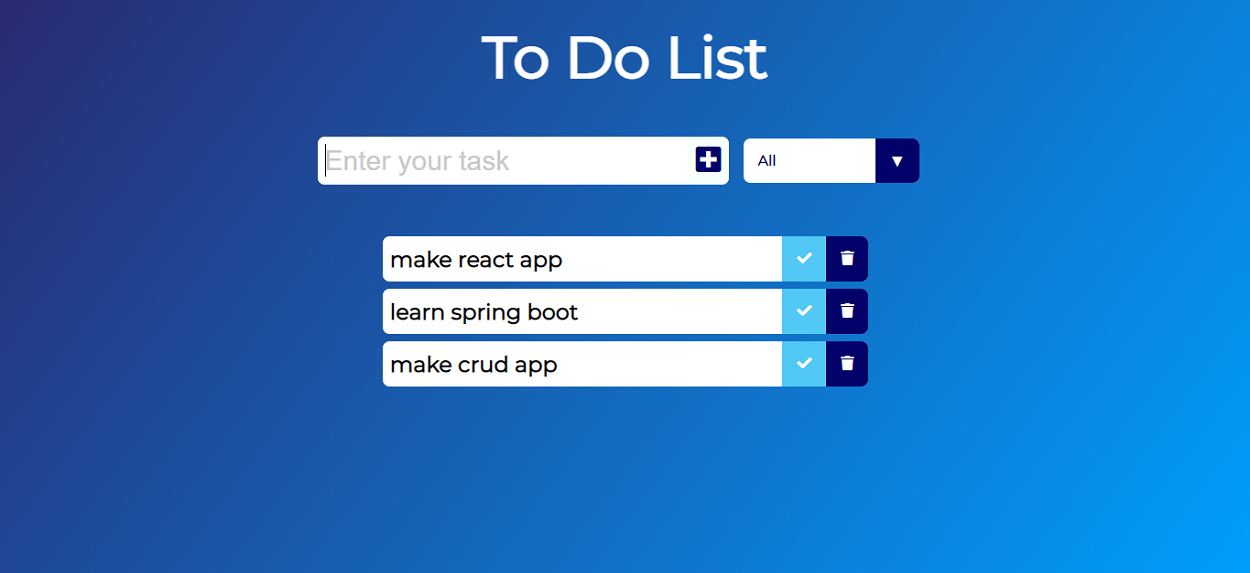 To Do List
Enter your task
All
make react app
learn spring boot
make crud app